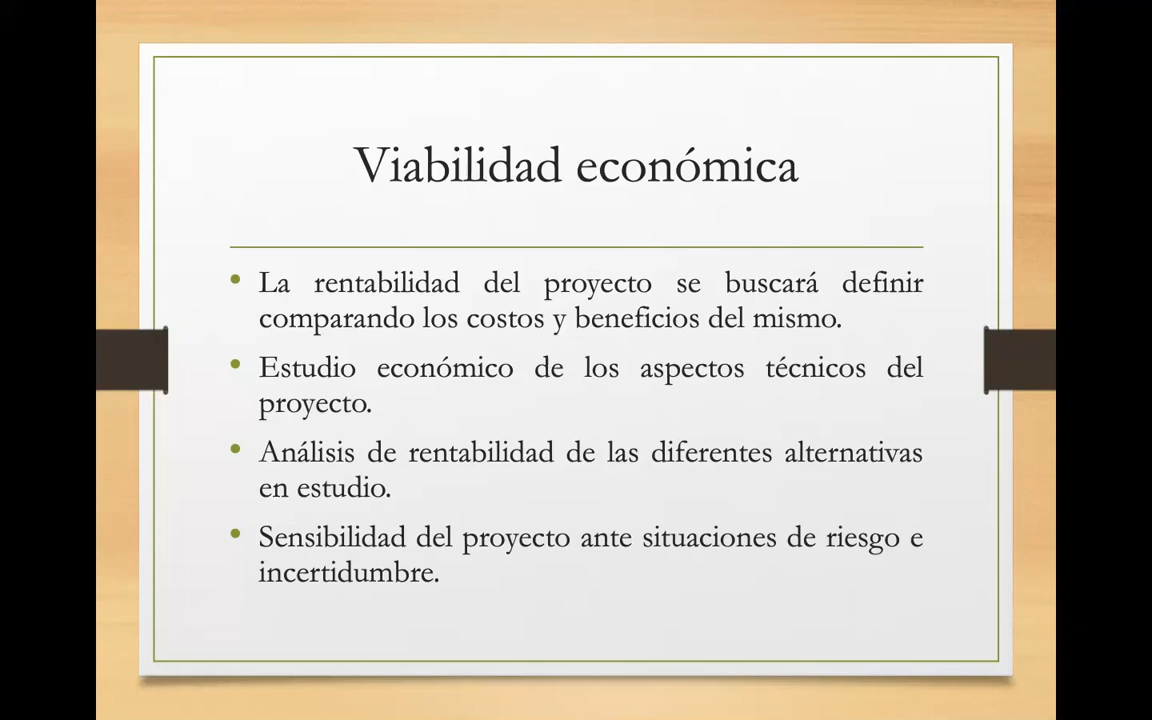 Viabilidad económica
• La rentabilidad del proyecto se buscará definir
comparando los costos y beneficios del mismo.
• Estudio económico de los aspectos técnicos del
proyecto.
• Análisis de rentabilidad de las diferentes alternativas
en estudio.
• Sensibilidad del proyecto ante situaciones de riesgo e
incertidumbre.